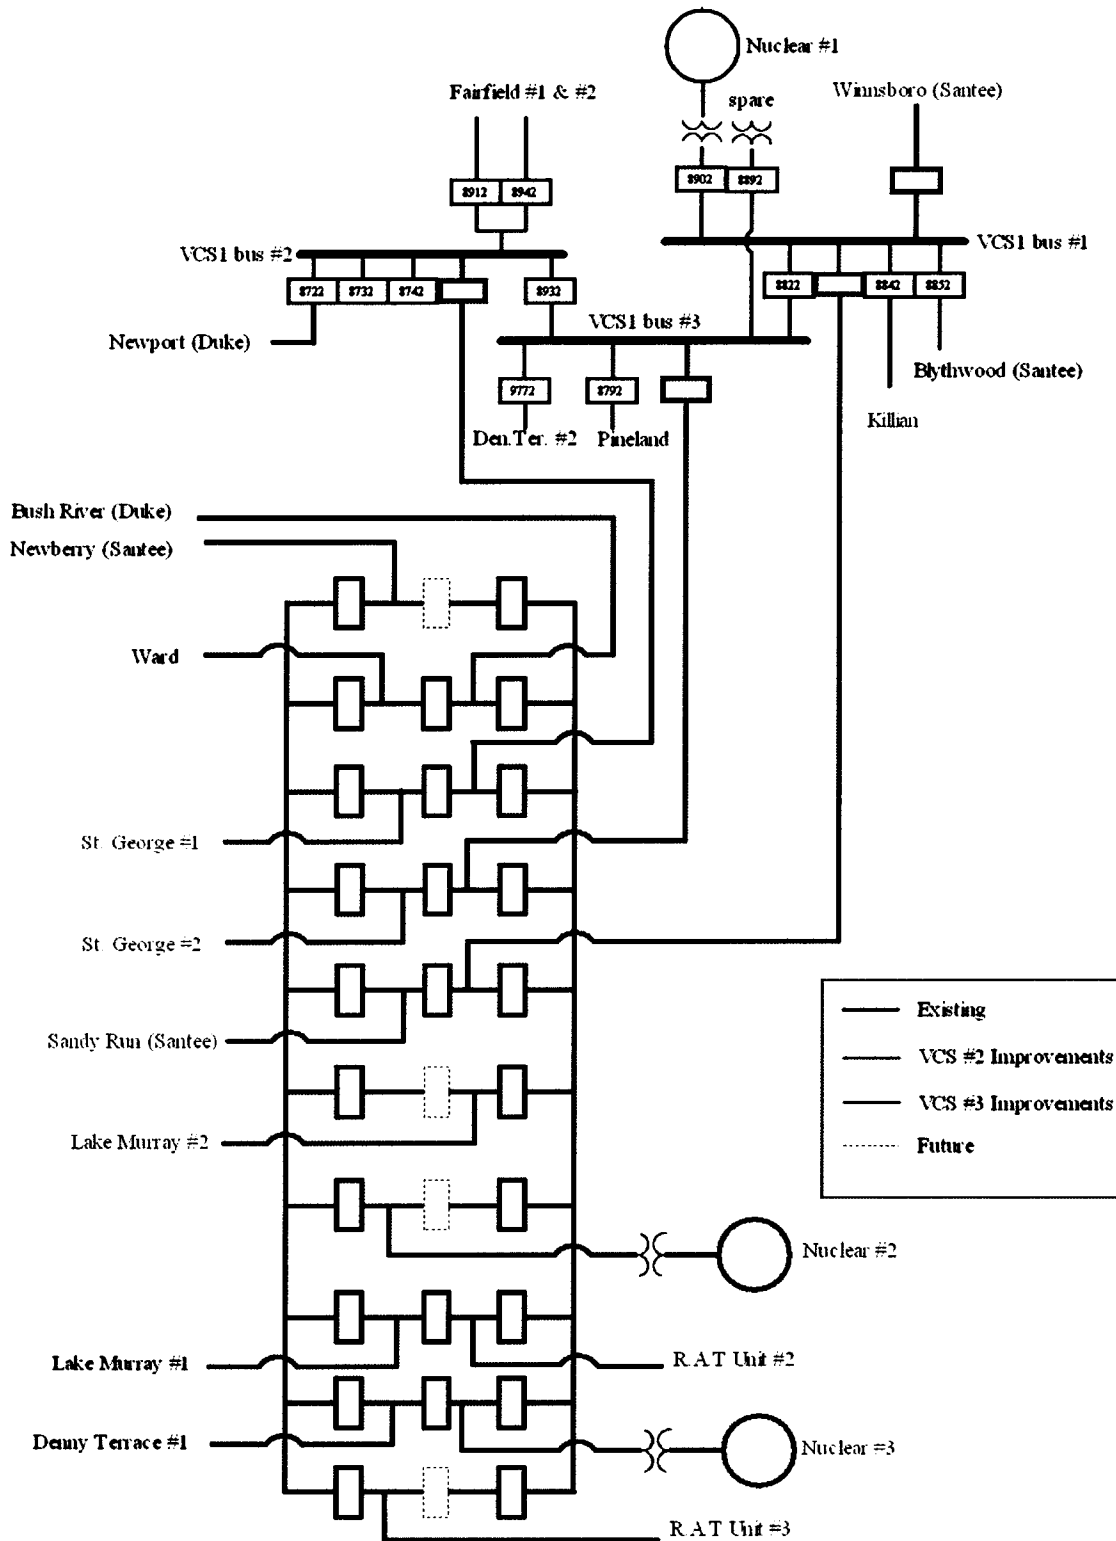 Nuclear #1
Fairfield #1 & #2
spare
Winnsboro (Santee)
8912
8942
8902
8892
VCS1 bus #2
VCS1 bus #1
8722
8732
8742
8932
8822
8842
8852
VCS1 bus #3
Newport (Duke)
Blythwood (Santee)
9772
8792
Killian
Den.Ter. #2
Pineland
Bush River (Duke)
Newberry (Santee)
Ward
St. George #1
St. George #2
Existing
Sandy Run (Santee)
VCS #2 Improvements
VCS #3 Improvements
Lake Murray #2
Future
Nuclear #2
Lake Murray #1
R.A.T Unit #2
Denny Terrace #1
Nuclear #3
R.A.T Unit #3